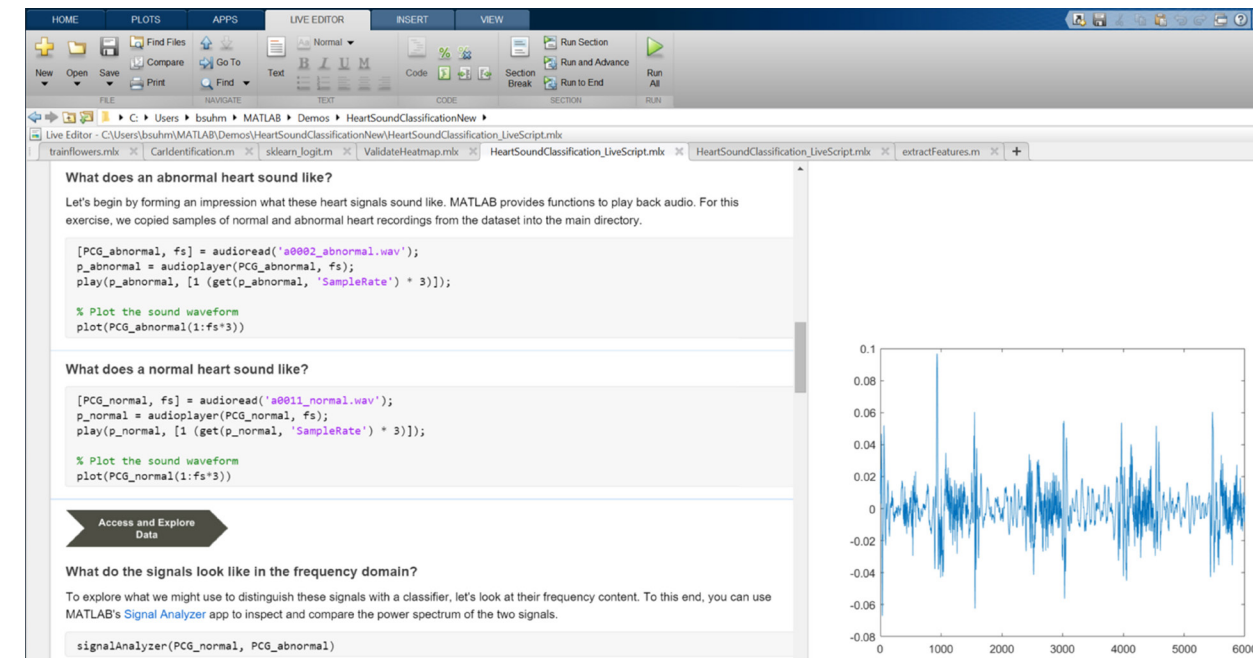 HOME PLOTS APPS LIVE EDITOR INSERT VIEW
Find Files
Normal
Run Section
Compare
Go To
B I U M
Run and Advance
New Open Save
Print
Find
Text
Code
Section Break
Run to End
Run All
FILE NAVIGATE TEXT CODE SECTION RUN
C: Users bsuhm MATLAB Demos HeartSoundClassificationNew
Live Editor - C:\Users\bsuhm\MATLAB\Demos\HeartSoundClassificationNew\HeartSoundClassification_LiveScript.mlx
trainflowers.mlx CarIdentification.m sklearn_logit.m ValidateHeatmap.mlx HeartSoundClassification_LiveScript.mlx HeartSoundClassification_LiveScript.mlx extractFeatures.m +
What does an abnormal heart sound like?
Let's begin by forming an impression what these heart signals sound like. MATLAB provides functions to play back audio. For this
exercise, we copied samples of normal and abnormal heart recordings from the dataset into the main directory.
[PCG_abnormal, fs] = audioread('a0002_abnormal.wav');
p_abnormal = audioplayer(PCG_abnormal, fs);
play(p_abnormal, [1 (get(p_abnormal, 'SampleRate') * 3)]);
% Plot the sound waveform
plot(PCG_abnormal(1:fs*3))
What does a normal heart sound like?
[PCG_normal, fs] = audioread('a0011_normal.wav');
p_normal = audioplayer(PCG_normal, fs);
play(p_normal, [1 (get(p_normal, 'SampleRate') * 3)]);
% Plot the sound waveform
plot(PCG_normal(1:fs*3))
Access and Explore
Data
What do the signals look like in the frequency domain?
To explore what we might use to distinguish these signals with a classifier, let's look at their frequency content. To this end, you can use
MATLAB's Signal Analyzer app to inspect and compare the power spectrum of the two signals.
signalAnalyzer(PCG_normal, PCG_abnormal)
0.1
0.08
0.06
0.04
0.02
0
-0.02
-0.04
-0.06
-0.08
0 1000 2000 3000 4000 5000 6000